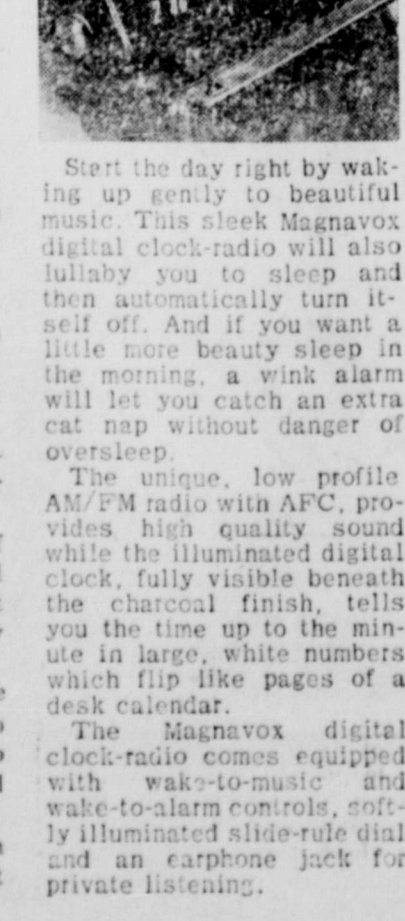 Start the day right by wak-
ing up gently to beautiful
music. This sleek Magnavox
digital clock-radio will also
lullaby you to sleep and
then automatically turn it-
self off. And if you want a
little more beauty sleep in
the morning, a wink alarm
will let you catch an extra
cat nap without danger of
oversleep.
The unique, low profile
AM/FM radio with AFC, pro-
vides high quality sound
while the illuminated digital
clock, fully visible beneath
the charcoal finish, tells
you the time up to the min-
ute in large, white numbers
which flip like pages of a
desk calendar.
The Magnavox digital
clock-radio comes equipped
with wake-to-music and
wake-to-alarm controls, soft-
ly illuminated slide-rule dial
and an earphone jack for
private listening.